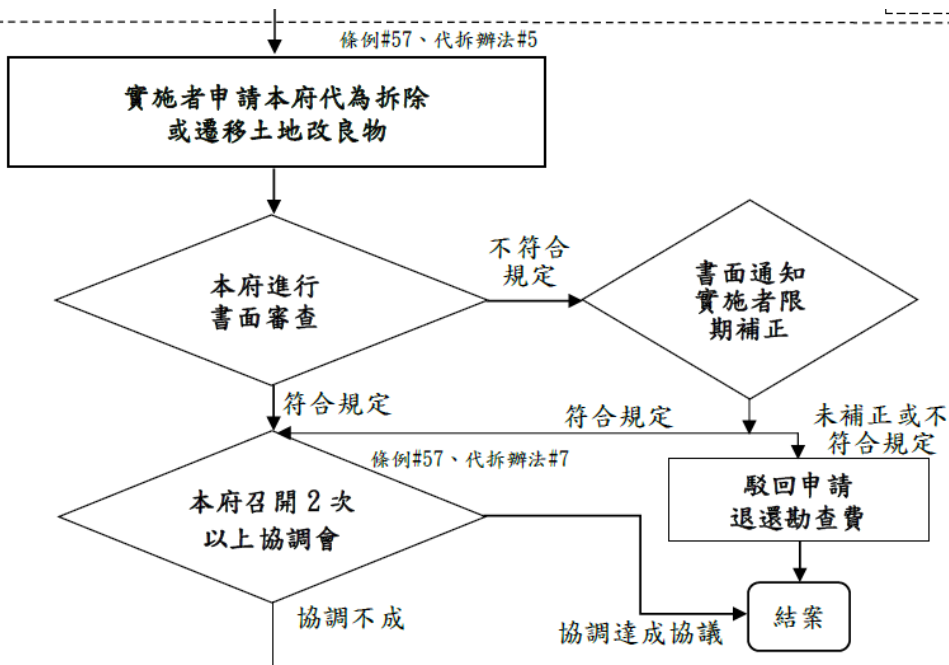 條例#57、代拆辦法#5
實施者申請本府代為拆除
或遷移土地改良物
本府進行
書面審查
不符合
規定
書面通知
實施者限
期補正
符合規定
符合規定
未補正或不
符合規定
條例#57、代拆辦法#7
本府召開2次
以上協調會
駁回申請
退還勘查費
協調不成
協調達成協議
結案